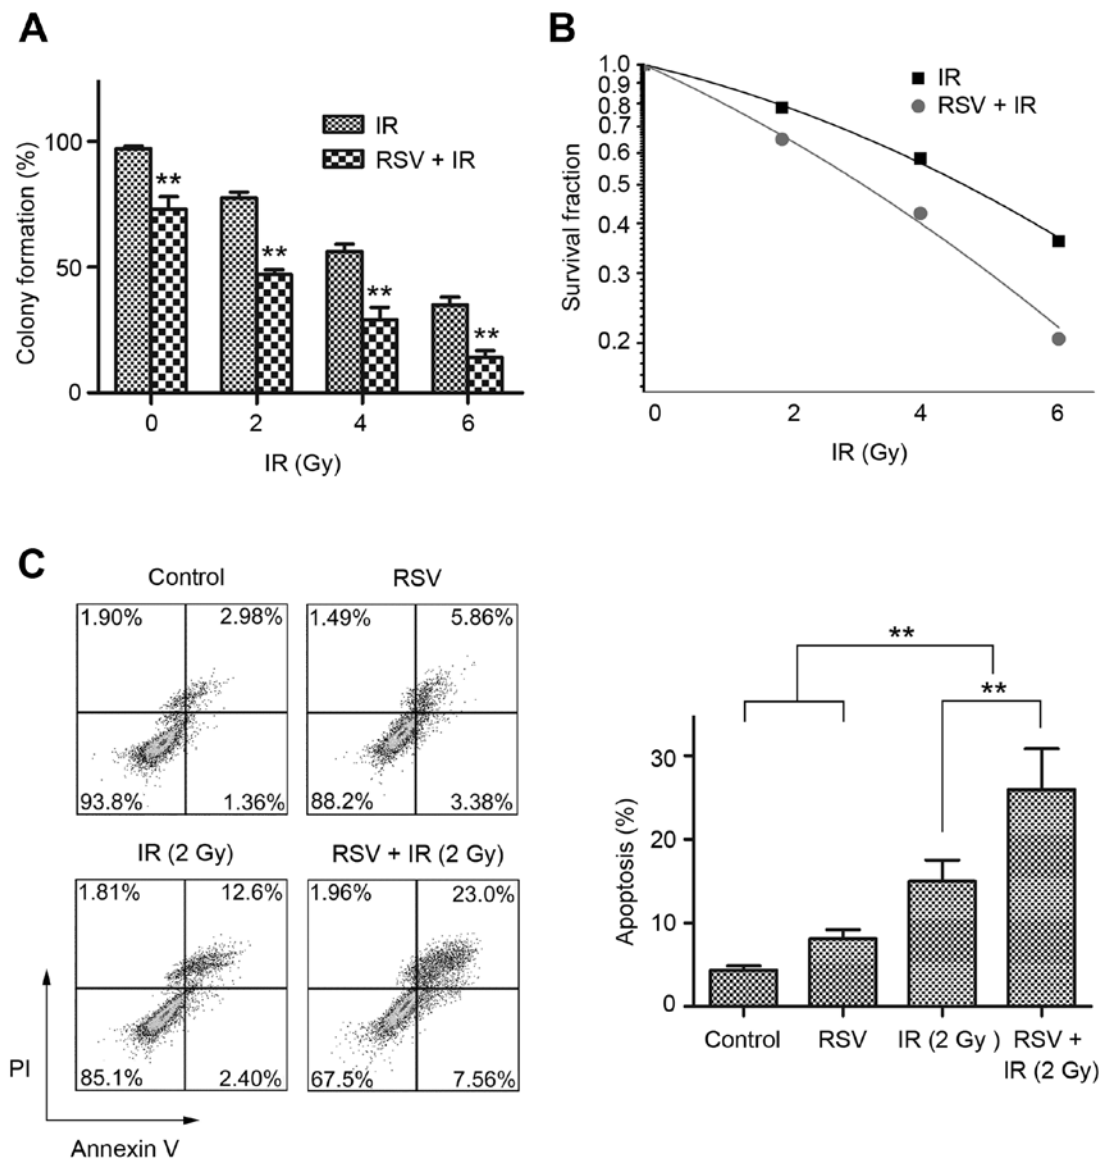 A
IR
RSV + IR
Colony formation (%)
100
50
0
**
**
**
**
0 2 4 6
IR (Gy)
B
IR
RSV + IR
Survival fraction
1.0
0.9
0.8
0.7
0.6
0.5
0.4
0.3
0.2
0 2 4 6
IR (Gy)
C
Control
1.90% 2.98%
93.8% 1.36%
RSV
1.49% 5.86%
88.2% 3.38%
IR (2 Gy)
1.81% 12.6%
85.1% 2.40%
RSV + IR (2 Gy)
1.96% 23.0%
67.5% 7.56%
PI
Annexin V
**
**
Apoptosis (%)
30
20
10
0
Control
RSV
IR (2 Gy )
RSV +
IR (2 Gy)